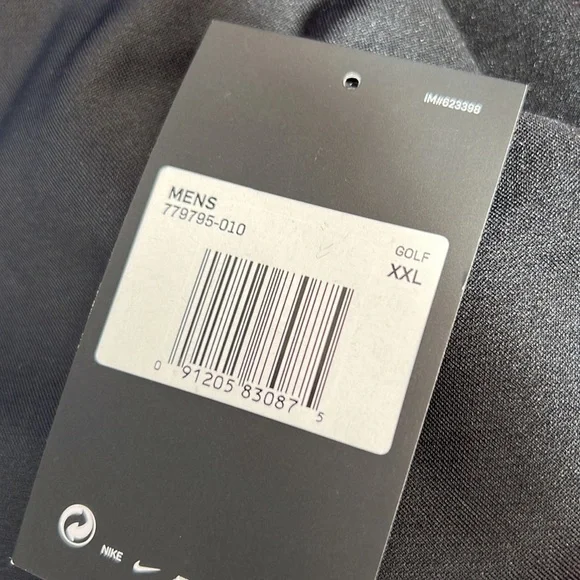 IM#623398
MENS
779795-010
GOLF
XXL
0 91205 83087 5
NIKE